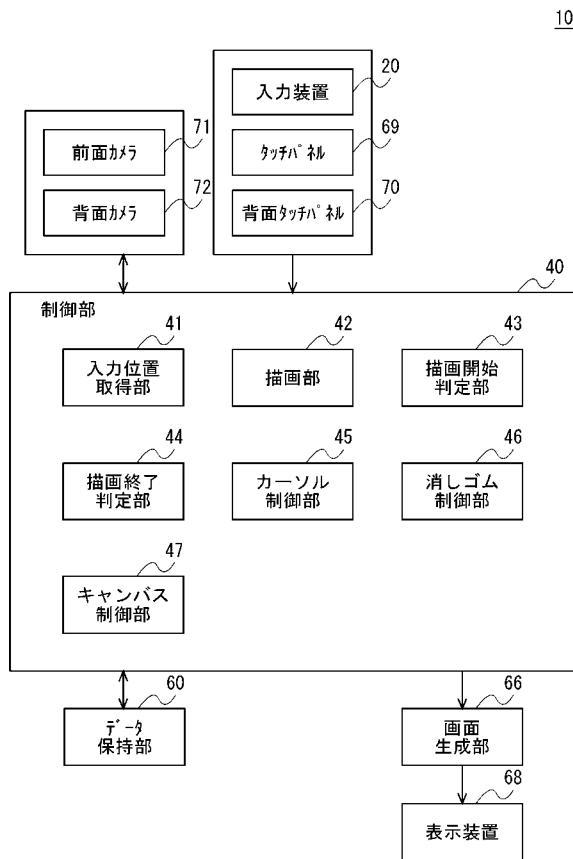 10
20
入力装置
69
ﾀｯﾁﾊﾟﾈﾙ
70
背面ﾀｯﾁﾊﾟﾈﾙ
71
前面ｶﾒﾗ
72
背面ｶﾒﾗ
40
制御部
41
入力位置
取得部
42
描画部
43
描画開始
判定部
44
描画終了
判定部
45
カーソル
制御部
46
消しゴム
制御部
47
キャンバス
制御部
60
ﾃﾞｰﾀ
保持部
66
画面
生成部
68
表示装置